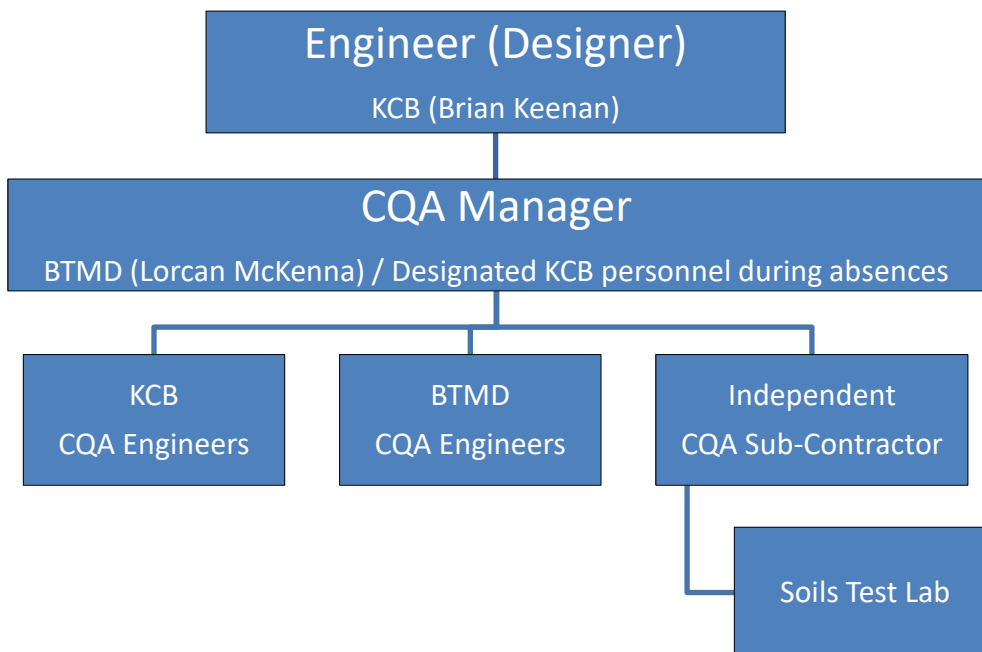 Engineer (Designer)
KCB (Brian Keenan)
CQA Manager
BTMD (Lorcan McKenna) / Designated KCB personnel during absences
KCB
CQA Engineers
BTMD
CQA Engineers
Independent
CQA Sub-Contractor
Soils Test Lab